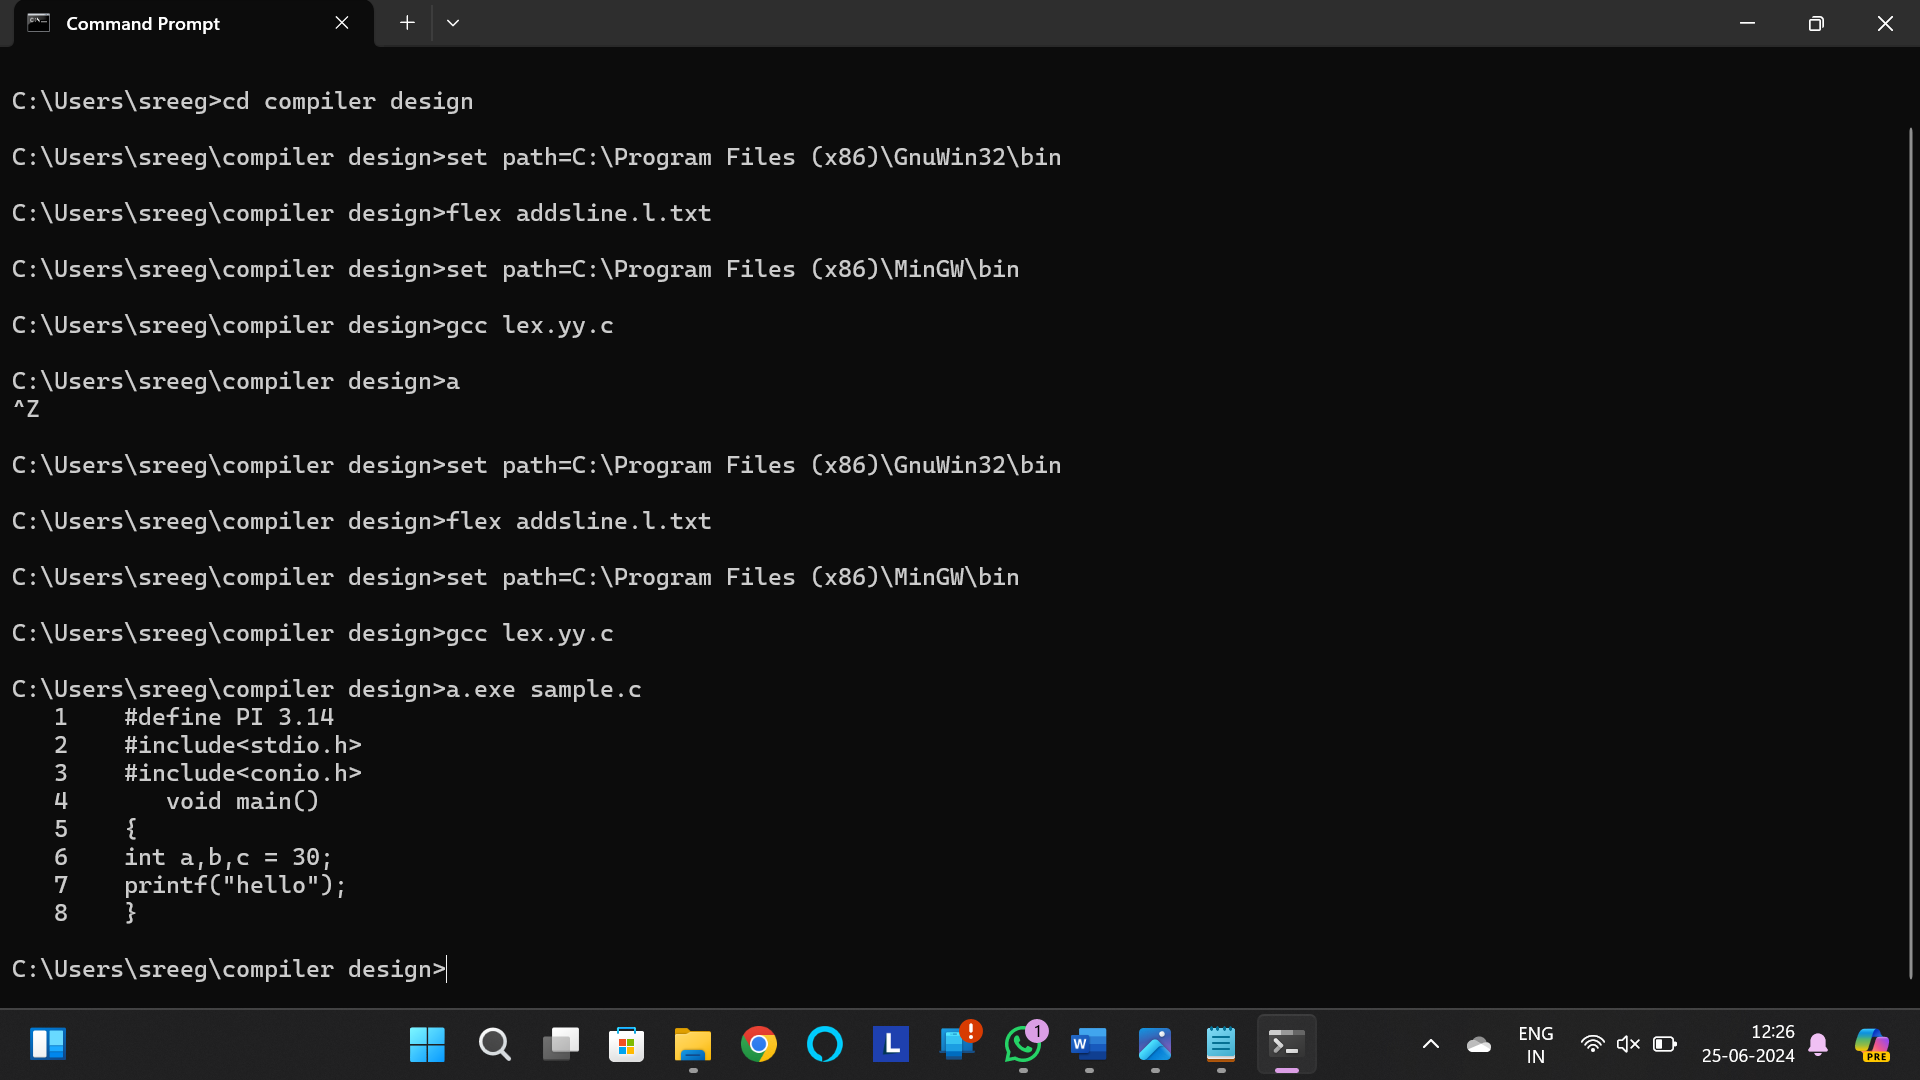 Command Prompt
C:\Users\sreeg>cd compiler design
C:\Users\sreeg\compiler design>set path=C:\Program Files (x86)\GnuWin32\bin
C:\Users\sreeg\compiler design>flex addsline.l.txt
C:\Users\sreeg\compiler design>set path=C:\Program Files (x86)\MinGW\bin
C:\Users\sreeg\compiler design>gcc lex.yy.c
C:\Users\sreeg\compiler design>a
^Z
C:\Users\sreeg\compiler design>set path=C:\Program Files (x86)\GnuWin32\bin
C:\Users\sreeg\compiler design>flex addsline.l.txt
C:\Users\sreeg\compiler design>set path=C:\Program Files (x86)\MinGW\bin
C:\Users\sreeg\compiler design>gcc lex.yy.c
C:\Users\sreeg\compiler design>a.exe sample.c
1    #define PI 3.14
2    #include<stdio.h>
3    #include<conio.h>
4       void main()
5    {
6    int a,b,c = 30;
7    printf("hello");
8    }
C:\Users\sreeg\compiler design>
L
!
1
W
ENG
IN
12:26
25-06-2024
PRE